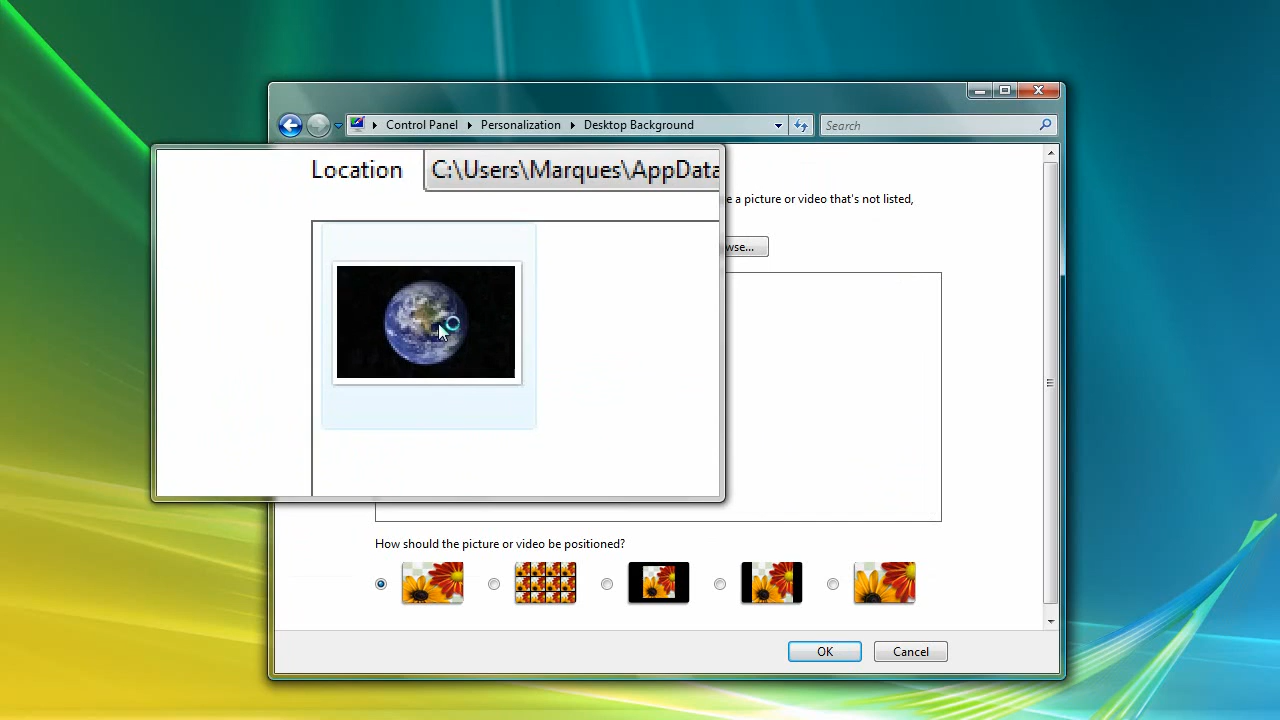 Control Panel Personalization Desktop Background
Search
Location C:\Users\Marques\AppData
a picture or video that's not listed,
How should the picture or video be positioned?
OK Cancel